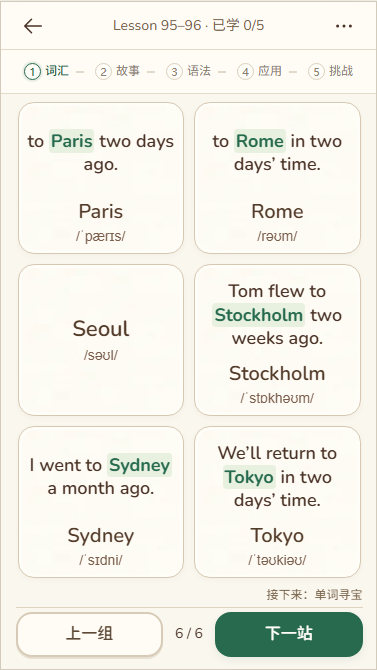 Lesson 95–96 · 已学 0/5
1 词汇 – 2 故事 – 3 语法 – 4 应用 – 5 挑战
to Paris two days
ago.
Paris
/ˈpærɪs/
to Rome in two
days’ time.
Rome
/rəʊm/
Seoul
/səʊl/
Tom flew to
Stockholm two
weeks ago.
Stockholm
/ˈstɒkhəʊm/
I went to Sydney
a month ago.
Sydney
/ˈsɪdni/
We’ll return to
Tokyo in two
days’ time.
Tokyo
/ˈtəʊkiəʊ/
接下来：单词寻宝
上一组
6 / 6
下一站